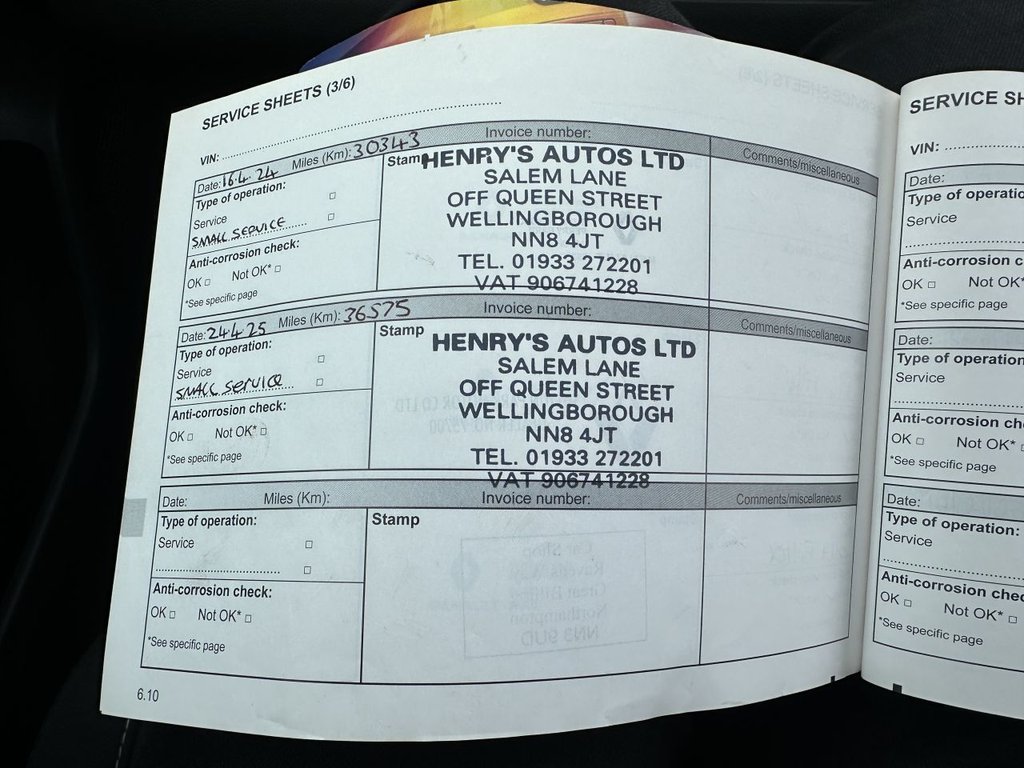 SERVICE SHEETS (3/6)
VIN:
Date: 16.4.24 Miles (Km): 30343 Invoice number:
Type of operation:
Service
SMALL SERVICE
Anti-corrosion check:
OK Not OK*
*See specific page
Stamp
HENRY'S AUTOS LTD
SALEM LANE
OFF QUEEN STREET
WELLINGBOROUGH
NN8 4JT
TEL. 01933 272201
VAT 906741228
Comments/miscellaneous
Date: 24.4.25 Miles (Km): 36575 Invoice number:
Type of operation:
Service
SMALL SERVICE
Anti-corrosion check:
OK Not OK*
*See specific page
Stamp
HENRY'S AUTOS LTD
SALEM LANE
OFF QUEEN STREET
WELLINGBOROUGH
NN8 4JT
TEL. 01933 272201
VAT 906741228
Comments/miscellaneous
Date: Miles (Km): Invoice number:
Type of operation:
Service
Anti-corrosion check:
OK Not OK*
*See specific page
Stamp
Comments/miscellaneous
6.10
SERVICE SH
VIN:
Date:
Type of operatio
Service
Anti-corrosion c
OK Not OK*
*See specific page
Date:
Type of operation
Service
Anti-corrosion che
OK Not OK*
*See specific page
Date:
Type of operation:
Service
Anti-corrosion chec
OK Not OK*
*See specific page